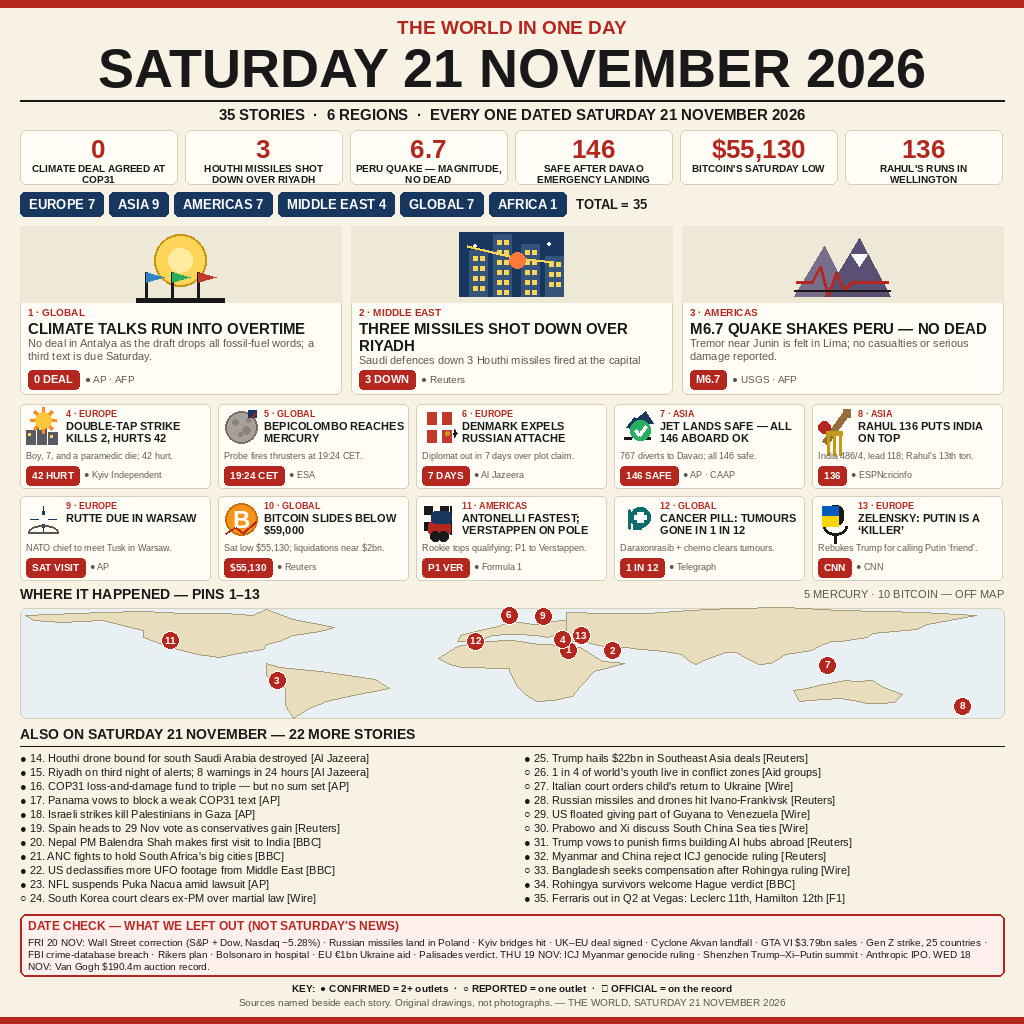 THE WORLD IN ONE DAY
SATURDAY 21 NOVEMBER 2026
35 STORIES · 6 REGIONS · EVERY ONE DATED SATURDAY 21 NOVEMBER 2026
0
CLIMATE DEAL AGREED AT
COP31
3
HOUTHI MISSILES SHOT
DOWN OVER RIYADH
6.7
PERU QUAKE — MAGNITUDE,
NO DEAD
146
SAFE AFTER DAVAO
EMERGENCY LANDING
$55,130
BITCOIN'S SATURDAY LOW
136
RAHUL'S RUNS IN
WELLINGTON
EUROPE 7 ASIA 9 AMERICAS 7 MIDDLE EAST 4 GLOBAL 7 AFRICA 1 TOTAL = 35
1 · GLOBAL
CLIMATE TALKS RUN INTO OVERTIME
No deal in Antalya as the draft drops all fossil-fuel words; a
third text is due Saturday.
0 DEAL ● AP · AFP
2 · MIDDLE EAST
THREE MISSILES SHOT DOWN OVER
RIYADH
Saudi defences down 3 Houthi missiles fired at the capital
3 DOWN ● Reuters
3 · AMERICAS
M6.7 QUAKE SHAKES PERU — NO DEAD
Tremor near Junin is felt in Lima; no casualties or serious
damage reported.
M6.7 ● USGS · AFP
4 · EUROPE
DOUBLE-TAP STRIKE
KILLS 2, HURTS 42
Boy, 7, and a paramedic die; 42 hurt.
42 HURT ● Kyiv Independent
5 · GLOBAL
BEPICOLOMBO REACHES
MERCURY
Probe fires thrusters at 19:24 CET.
19:24 CET ● ESA
6 · EUROPE
DENMARK EXPELS
RUSSIAN ATTACHE
Diplomat out in 7 days over plot claim.
7 DAYS ● Al Jazeera
7 · ASIA
JET LANDS SAFE — ALL
146 ABOARD OK
767 diverts to Davao; all 146 safe.
146 SAFE ● AP · CAAP
8 · ASIA
RAHUL 136 PUTS INDIA
ON TOP
India 486/4, lead 118; Rahul's 13th ton.
136 ● ESPNcricinfo
9 · EUROPE
RUTTE DUE IN WARSAW
NATO chief to meet Tusk in Warsaw.
SAT VISIT ● AP
B
10 · GLOBAL
BITCOIN SLIDES BELOW
$59,000
Sat low $55,130; liquidations near $2bn.
$55,130 ● Reuters
11 · AMERICAS
ANTONELLI FASTEST;
VERSTAPPEN ON POLE
Rookie tops qualifying; P1 to Verstappen.
P1 VER ● Formula 1
12 · GLOBAL
CANCER PILL: TUMOURS
GONE IN 1 IN 12
Daraxonrasib + chemo clears tumours.
1 IN 12 ● Telegraph
13 · EUROPE
ZELENSKY: PUTIN IS A
‘KILLER’
Rebukes Trump for calling Putin ‘friend’.
CNN ● CNN
WHERE IT HAPPENED — PINS 1–13
5 MERCURY · 10 BITCOIN — OFF MAP
6
9
11
12
4
13
1
2
7
3
8
ALSO ON SATURDAY 21 NOVEMBER — 22 MORE STORIES
● 14. Houthi drone bound for south Saudi Arabia destroyed [Al Jazeera]
● 15. Riyadh on third night of alerts; 8 warnings in 24 hours [Al Jazeera]
● 16. COP31 loss-and-damage fund to triple — but no sum set [AP]
● 17. Panama vows to block a weak COP31 text [AP]
● 18. Israeli strikes kill Palestinians in Gaza [AP]
● 19. Spain heads to 29 Nov vote as conservatives gain [Reuters]
● 20. Nepal PM Balendra Shah makes first visit to India [BBC]
● 21. ANC fights to hold South Africa's big cities [BBC]
● 22. US declassifies more UFO footage from Middle East [BBC]
● 23. NFL suspends Puka Nacua amid lawsuit [AP]
○ 24. South Korea court clears ex-PM over martial law [Wire]
● 25. Trump hails $22bn in Southeast Asia deals [Reuters]
○ 26. 1 in 4 of world's youth live in conflict zones [Aid groups]
○ 27. Italian court orders child's return to Ukraine [Wire]
● 28. Russian missiles and drones hit Ivano-Frankivsk [Reuters]
○ 29. US floated giving part of Guyana to Venezuela [Wire]
○ 30. Prabowo and Xi discuss South China Sea ties [Wire]
● 31. Trump vows to punish firms building AI hubs abroad [Reuters]
● 32. Myanmar and China reject ICJ genocide ruling [Reuters]
○ 33. Bangladesh seeks compensation after Rohingya ruling [Wire]
● 34. Rohingya survivors welcome Hague verdict [BBC]
● 35. Ferraris out in Q2 at Vegas: Leclerc 11th, Hamilton 12th [F1]
DATE CHECK — WHAT WE LEFT OUT (NOT SATURDAY'S NEWS)
FRI 20 NOV: Wall Street correction (S&P + Dow, Nasdaq −5.28%) · Russian missiles land in Poland · Kyiv bridges hit · UK–EU deal signed · Cyclone Akvan landfall · GTA VI $3.79bn sales · Gen Z strike, 25 countries ·
FBI crime-database breach · Rikers plan · Bolsonaro in hospital · EU €1bn Ukraine aid · Palisades verdict. THU 19 NOV: ICJ Myanmar genocide ruling · Shenzhen Trump–Xi–Putin summit · Anthropic IPO. WED 18
NOV: Van Gogh $190.4m auction record.
KEY: ● CONFIRMED = 2+ outlets · ○ REPORTED = one outlet · □ OFFICIAL = on the record
Sources named beside each story. Original drawings, not photographs. — THE WORLD, SATURDAY 21 NOVEMBER 2026